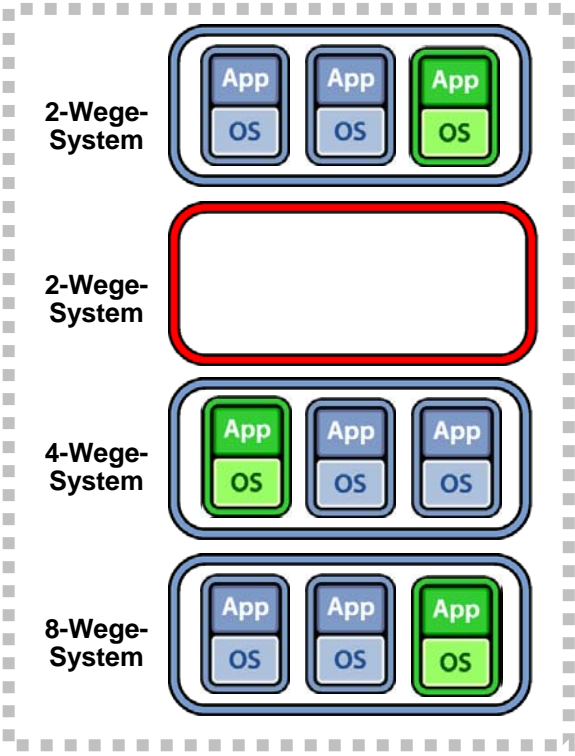 2-Wege-
System
App App App
OS OS OS
2-Wege-
System
4-Wege-
System
App App App
OS OS OS
8-Wege-
System
App App App
OS OS OS